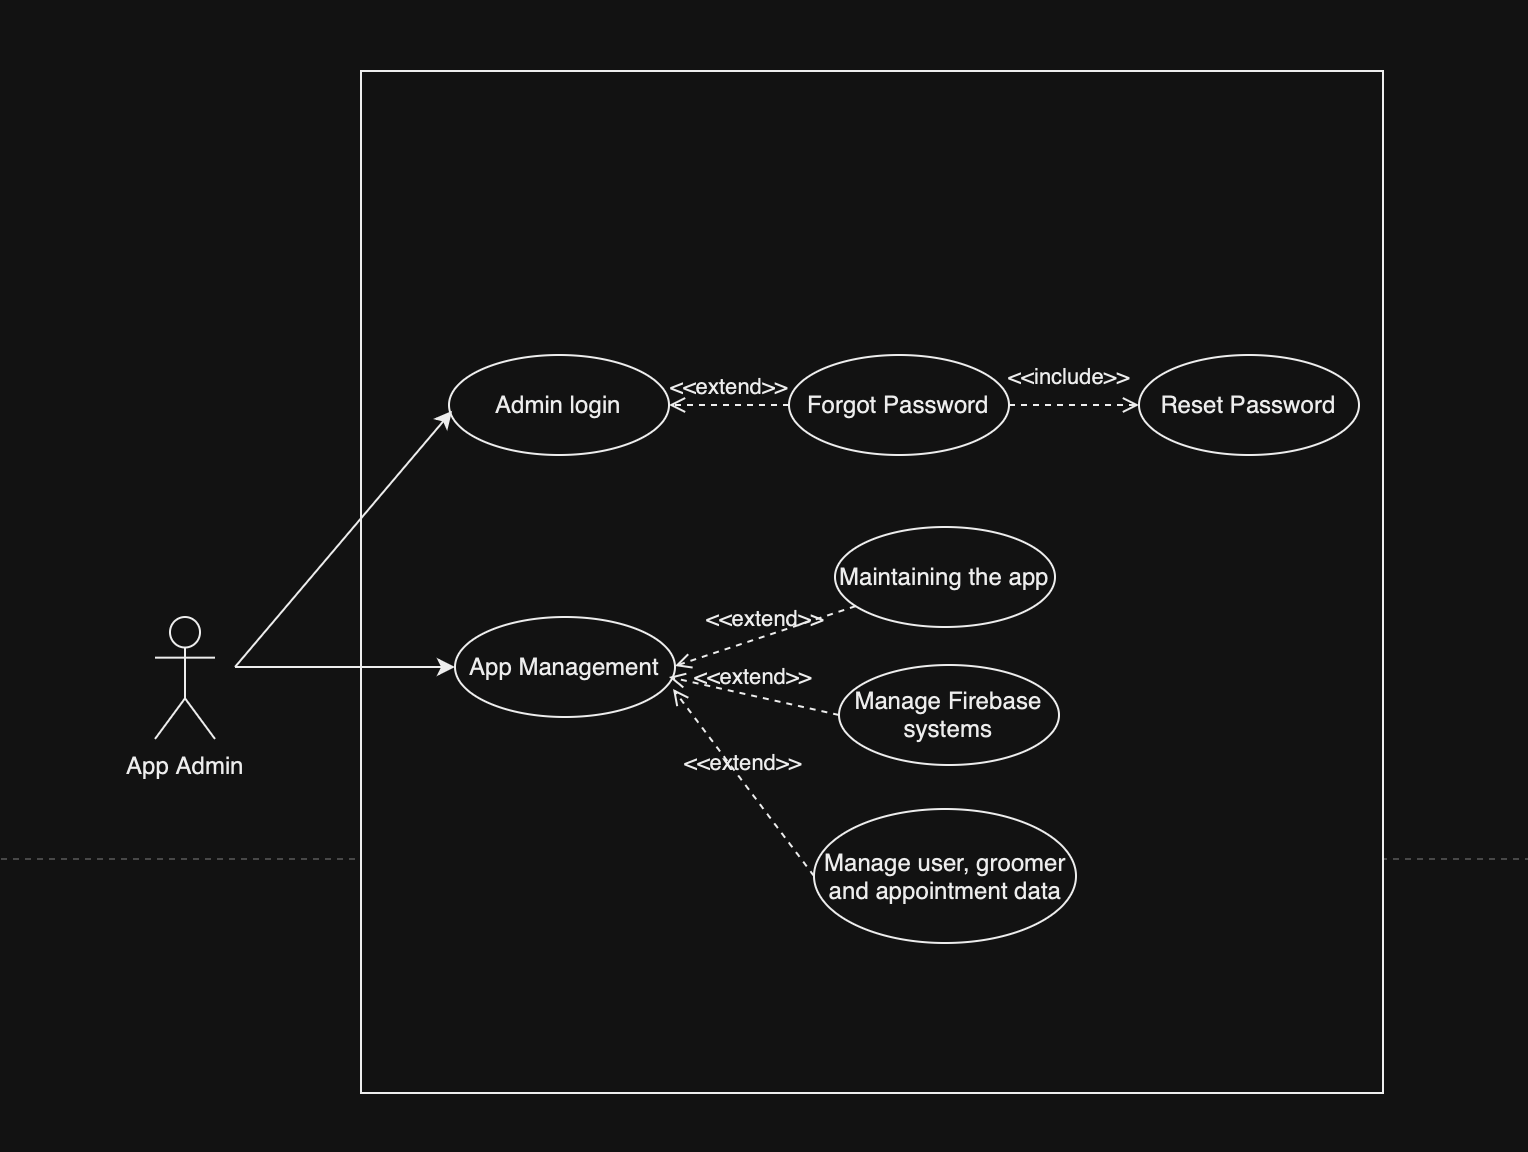 Admin login
<<extend>>
Forgot Password
<<include>>
Reset Password
Maintaining the app
<<extend>>
App Management
<<extend>>
Manage Firebase
systems
<<extend>>
App Admin
Manage user, groomer
and appointment data